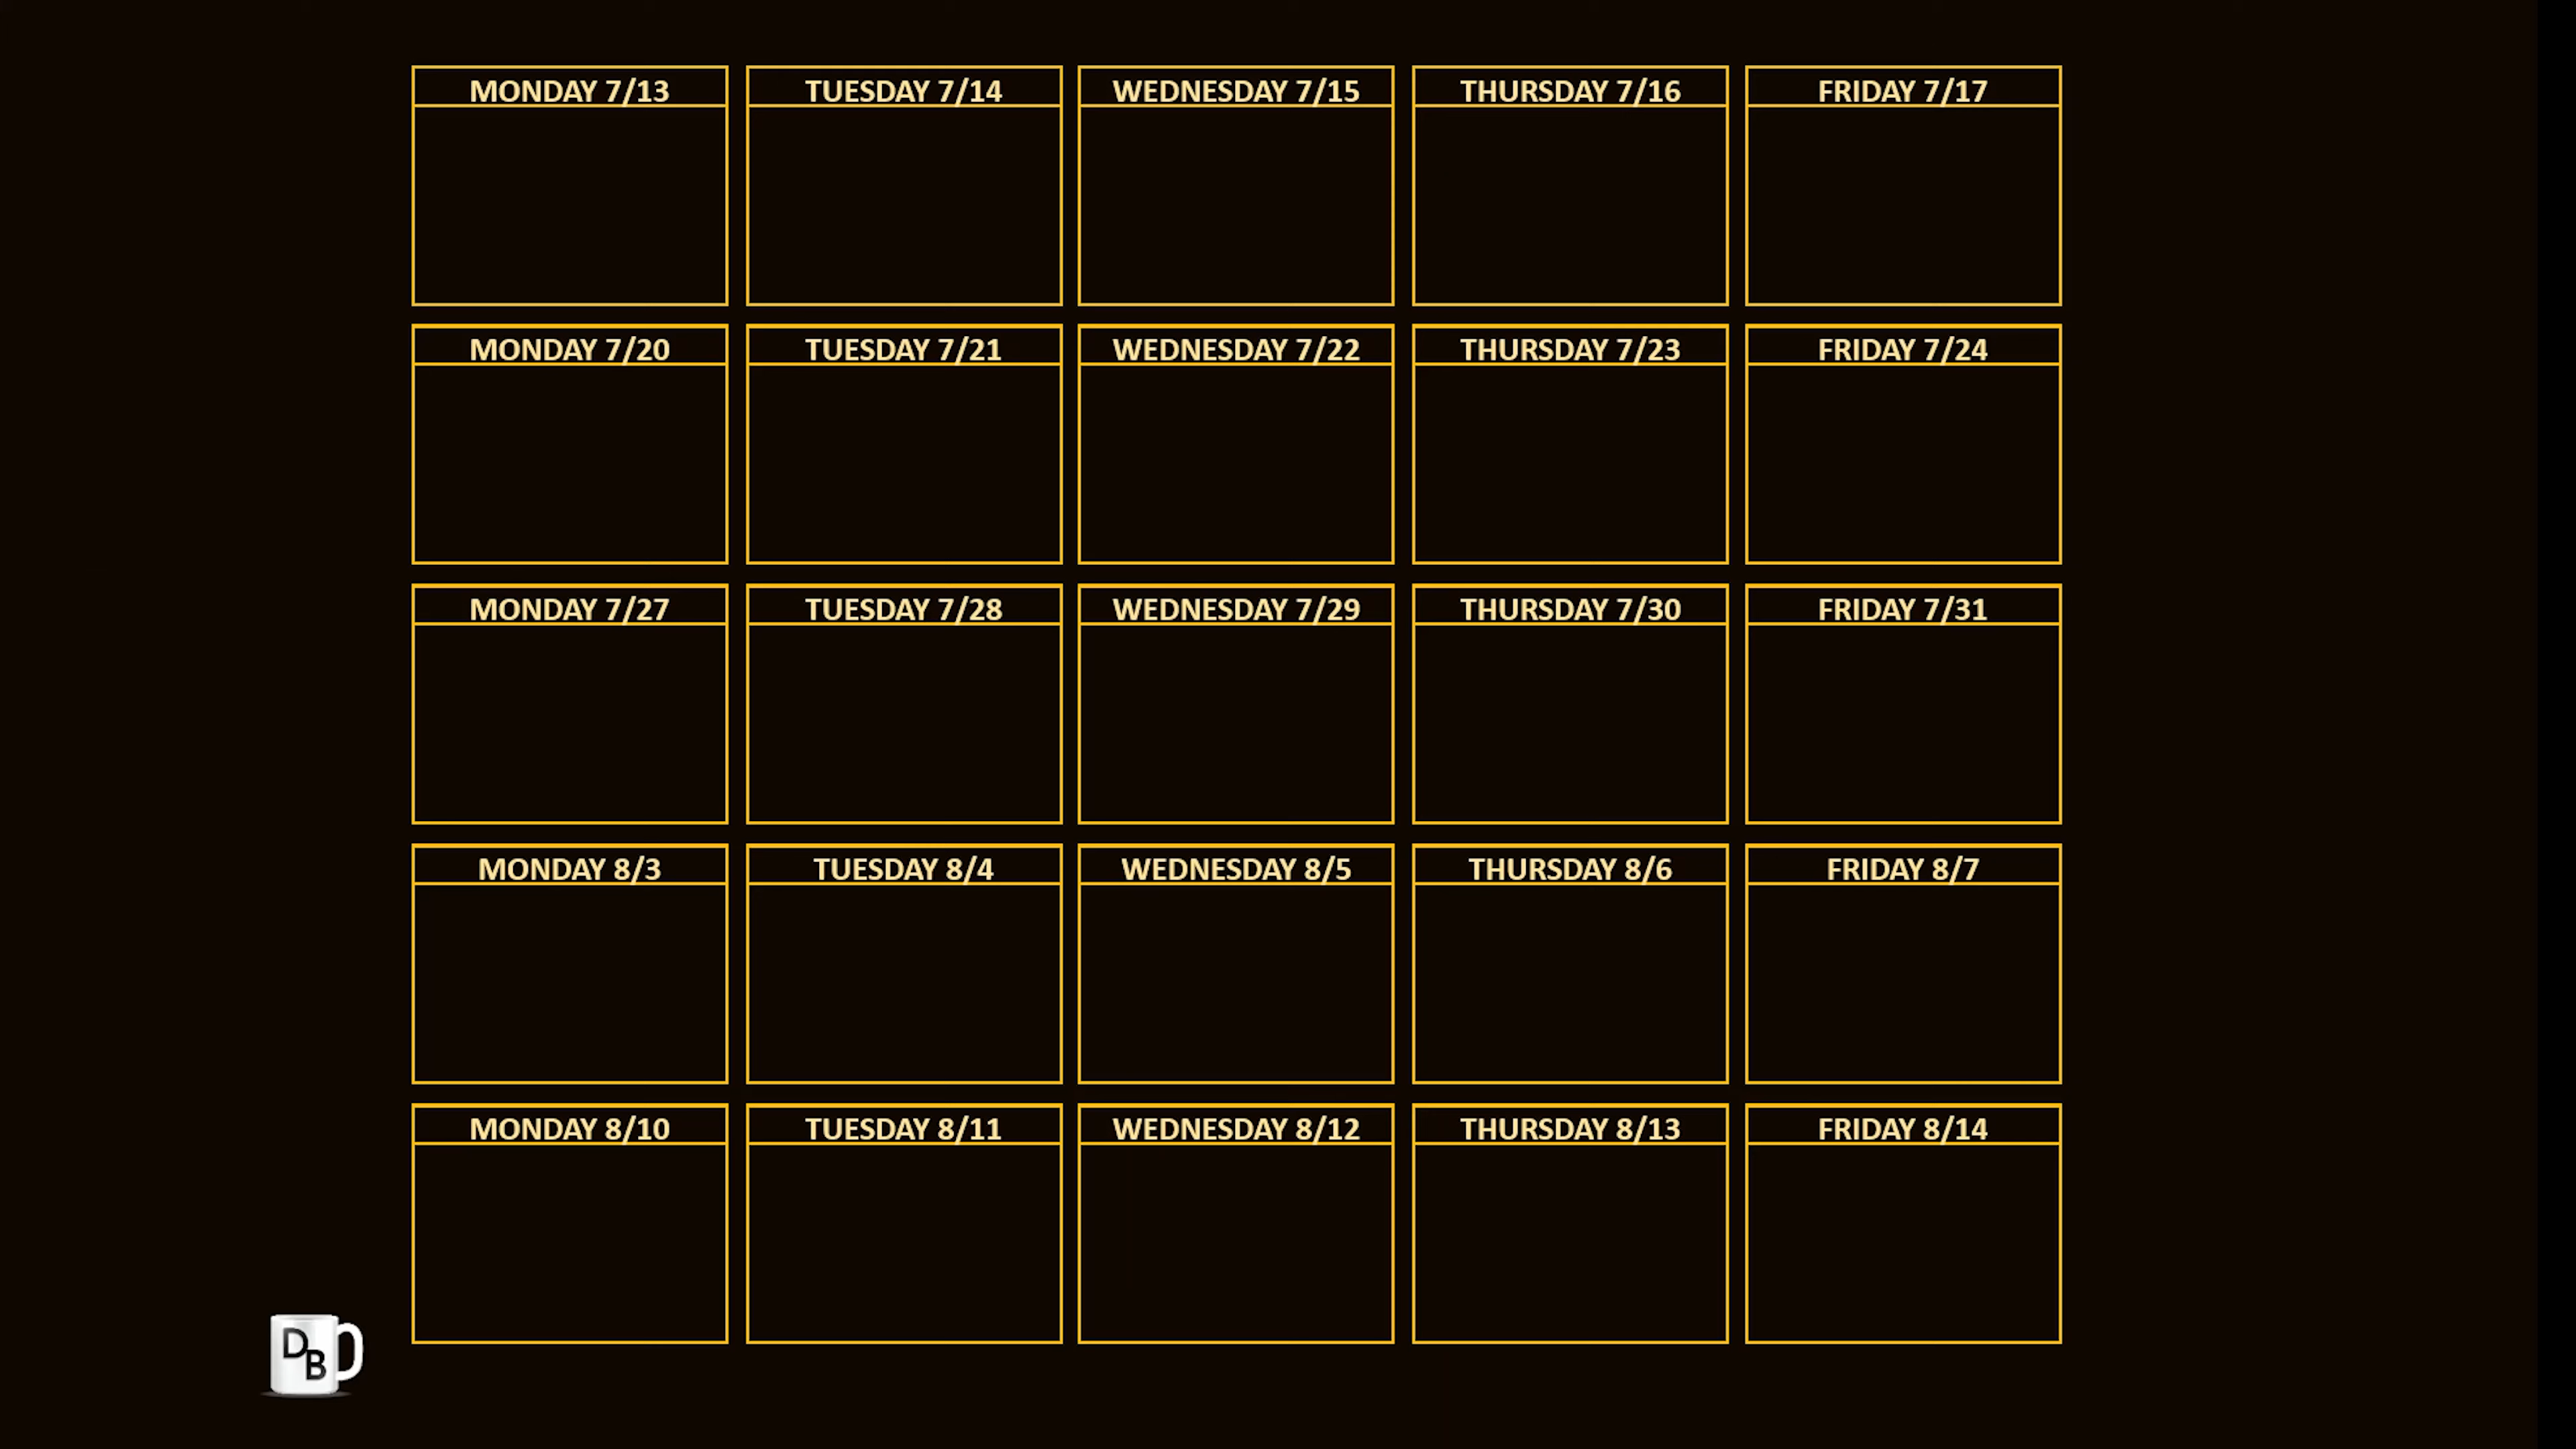 MONDAY 7/13
TUESDAY 7/14
WEDNESDAY 7/15
THURSDAY 7/16
FRIDAY 7/17
MONDAY 7/20
TUESDAY 7/21
WEDNESDAY 7/22
THURSDAY 7/23
FRIDAY 7/24
MONDAY 7/27
TUESDAY 7/28
WEDNESDAY 7/29
THURSDAY 7/30
FRIDAY 7/31
MONDAY 8/3
TUESDAY 8/4
WEDNESDAY 8/5
THURSDAY 8/6
FRIDAY 8/7
MONDAY 8/10
TUESDAY 8/11
WEDNESDAY 8/12
THURSDAY 8/13
FRIDAY 8/14
DB